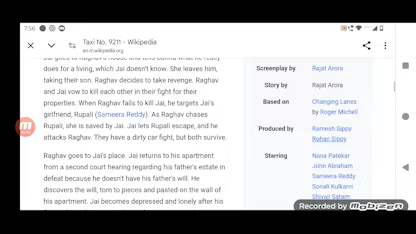 7:56
Taxi No. 9211 - Wikipedia
en.m.wikipedia.org
does for a living, which Jai doesn't know. She leaves him,
taking their son. Raghav decides to take revenge. Raghav
and Jai vow to kill each other in their fight for their
properties. When Raghav fails to kill Jai, he targets Jai's
girlfriend, Rupali (Sameera Reddy). As Raghav chases
Rupali, she is saved by Jai. Jai lets Rupali escape, and he
attacks Raghav. They have a dirty car fight, but both survive.
Raghav goes to Jai's place. Jai returns to his apartment
from a second court hearing regarding his father's estate in
defeat because he doesn't have his father's will. He
discovers the will, torn to pieces and pasted on the wall of
his apartment. Jai becomes depressed and lonely after his
Screenplay by Rajat Arora
Story by Rajat Arora
Based on Changing Lanes
by Roger Michell
Produced by Ramesh Sippy
Rohan Sippy
Starring Nana Patekar
John Abraham
Sameera Reddy
Sonali Kulkarni
Shivaji Satam
Recorded by Mobizen